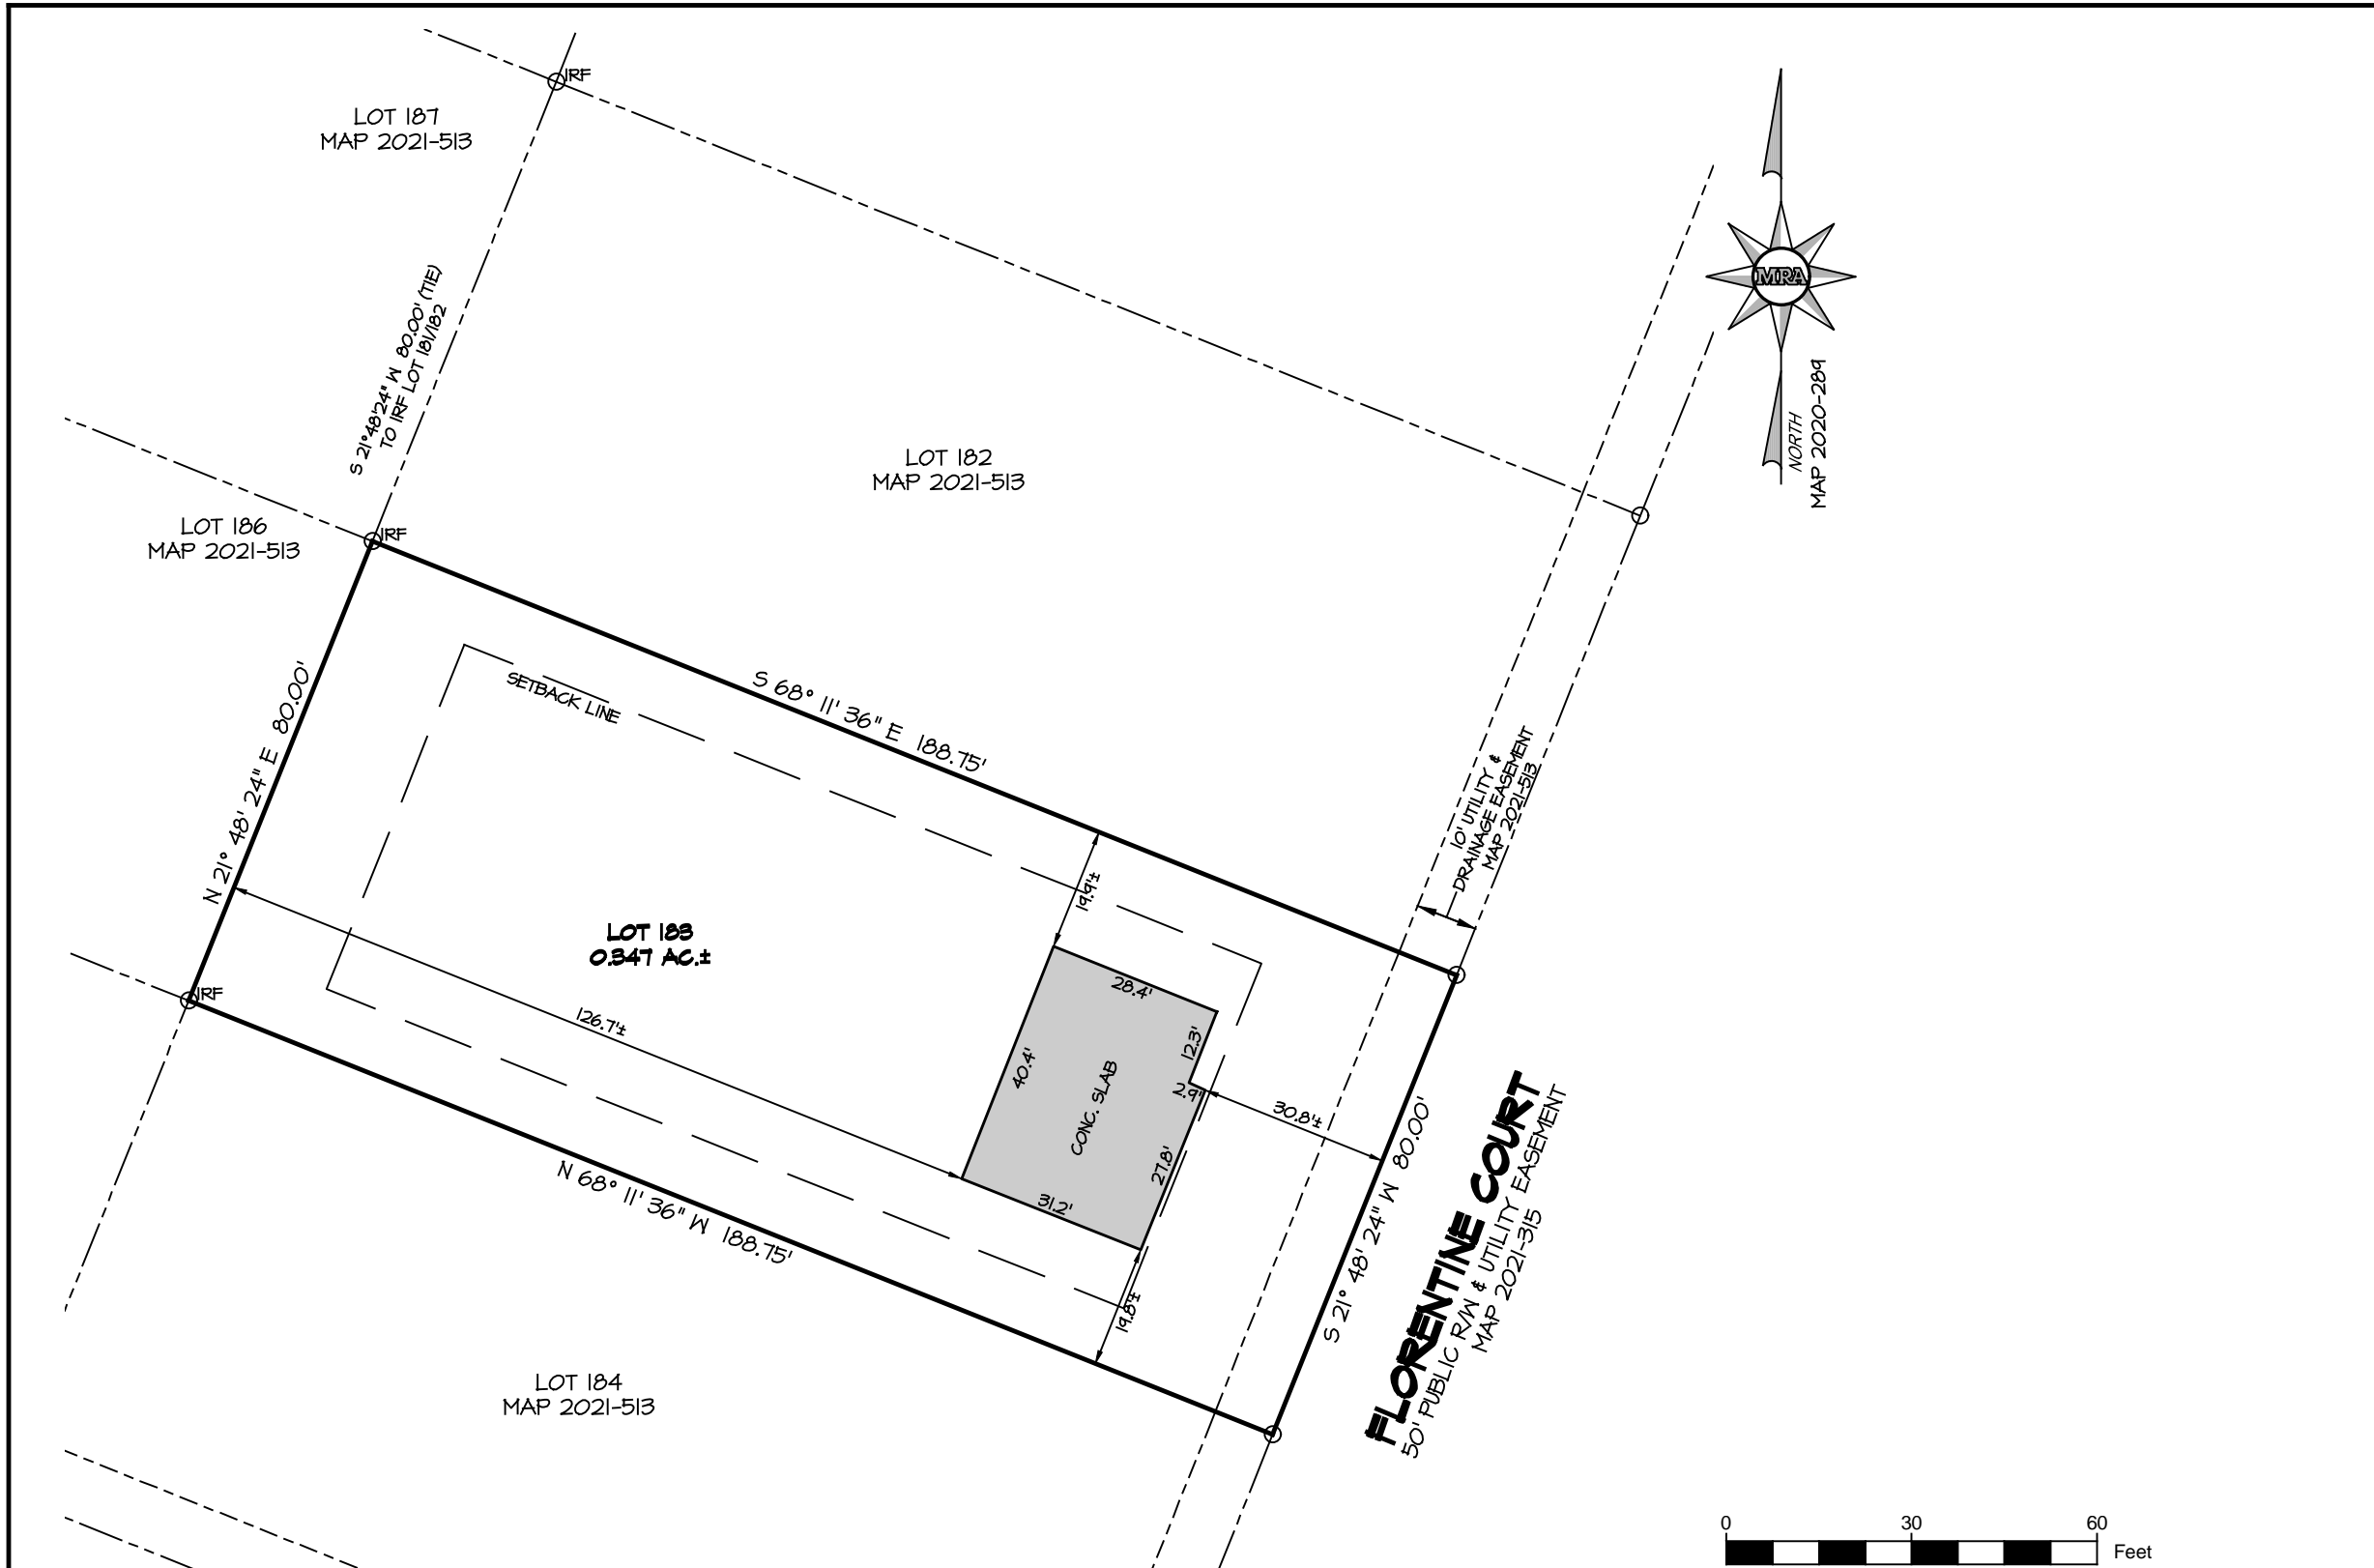 IRF
LOT 187
MAP 2021-513
MRA
NORTH
MAP 2020-289
S 21°48'24" W 80.00' (TIE)
TO IRF LOT 181/182
LOT 182
MAP 2021-513
LOT 186
MAP 2021-513
IRF
SETBACK LINE
S 68° 11' 36" E 188.75'
N 21° 48' 24" E 80.00'
10' UTILITY &
DRAINAGE EASEMENT
MAP 2021-513
19.9'±
LOT 183
0.347 AC.±
IRF
28.4'
126.7'±
12.3'
40.4'
CONC. SLAB
2.9'
30.8'±
27.8'
31.2'
19.8'±
N 68° 11' 36" W 188.75'
S 21° 48' 24" W 80.00'
FLORENTINE COURT
50' PUBLIC R/W & UTILITY EASEMENT
MAP 2021-315
LOT 184
MAP 2021-513
0 30 60
Feet